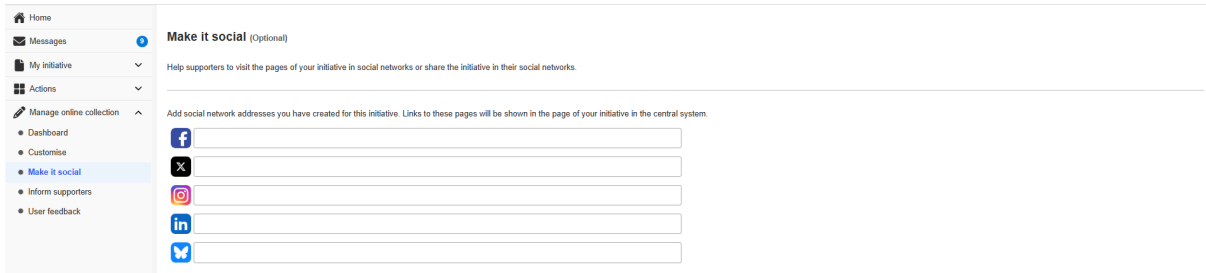 Home
Messages 9
My initiative
Actions
Manage online collection
Dashboard
Customise
Make it social
Inform supporters
User feedback
Make it social (Optional)
Help supporters to visit the pages of your initiative in social networks or share the initiative in their social networks.
Add social network addresses you have created for this initiative. Links to these pages will be shown in the page of your initiative in the central system.
f
X
in